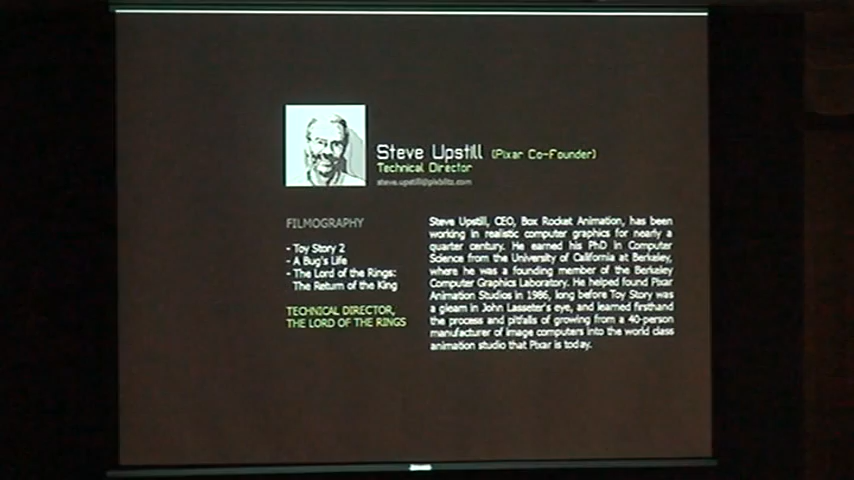 Steve Upstill (Pixar Co-Founder)
Technical Director
steve.upstill@pixblitz.com
FILMOGRAPHY
- Toy Story 2
- A Bug's Life
- The Lord of the Rings:
The Return of the King
TECHNICAL DIRECTOR,
THE LORD OF THE RINGS
Steve Upstill, CEO, Box Rocket Animation, has been
working in realistic computer graphics for nearly a
quarter century. He earned his PhD in Computer
Science from the University of California at Berkeley,
where he was a founding member of the Berkeley
Computer Graphics Laboratory. He helped found Pixar
Animation Studios in 1986, long before Toy Story was
a gleam in John Lasseter's eye, and learned firsthand
the process and pitfalls of growing from a 40-person
manufacturer of image computers into the world class
animation studio that Pixar is today.